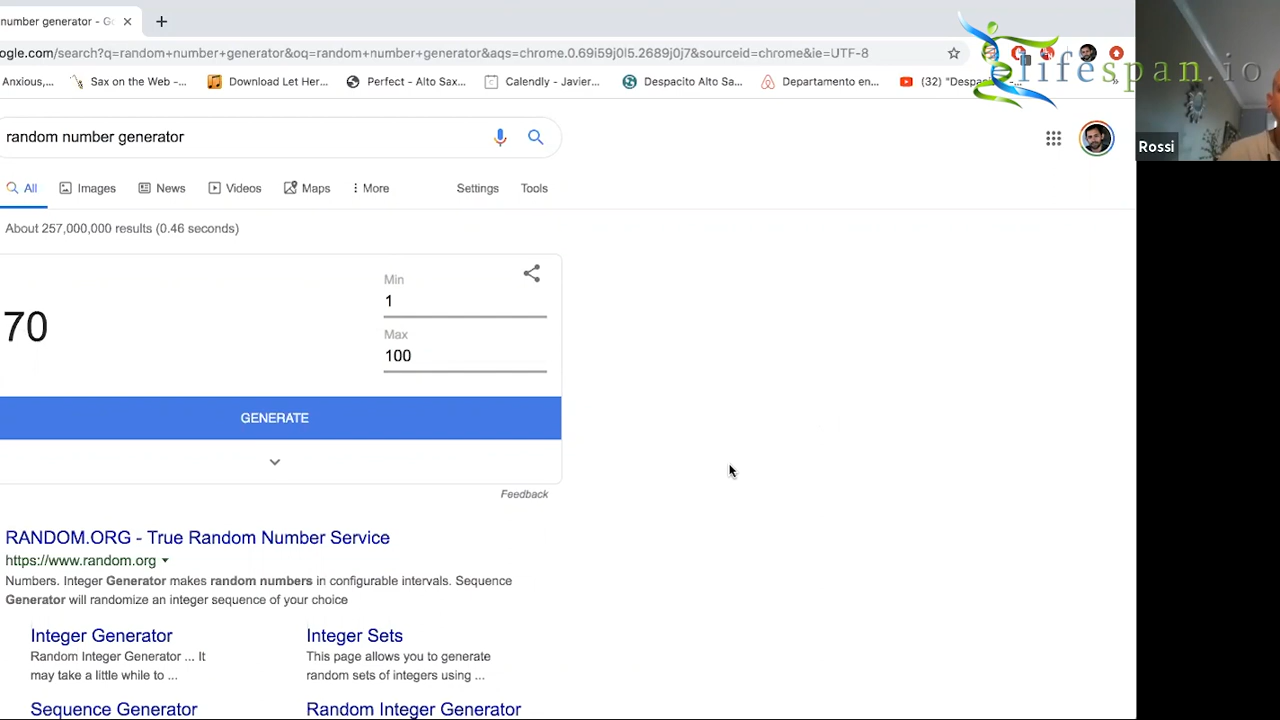 number generator - Go
ogle.com/search?q=random+number+generator&oq=random+number+generator&aqs=chrome.0.69i59j0l5.2689j0j7&sourceid=chrome&ie=UTF-8
lifespan.io
Anxious,... Sax on the Web -... Download Let Her... Perfect - Alto Sax... Calendly - Javier... Despacito Alto Sa... Departamento en... (32) "Desp
random number generator
Rossi
All Images News Videos Maps More Settings Tools
About 257,000,000 results (0.46 seconds)
Min
1
70
Max
100
GENERATE
Feedback
RANDOM.ORG - True Random Number Service
https://www.random.org
Numbers. Integer Generator makes random numbers in configurable intervals. Sequence
Generator will randomize an integer sequence of your choice
Integer Generator Integer Sets
Random Integer Generator ... It This page allows you to generate
may take a little while to ... random sets of integers using ...
Sequence Generator Random Integer Generator